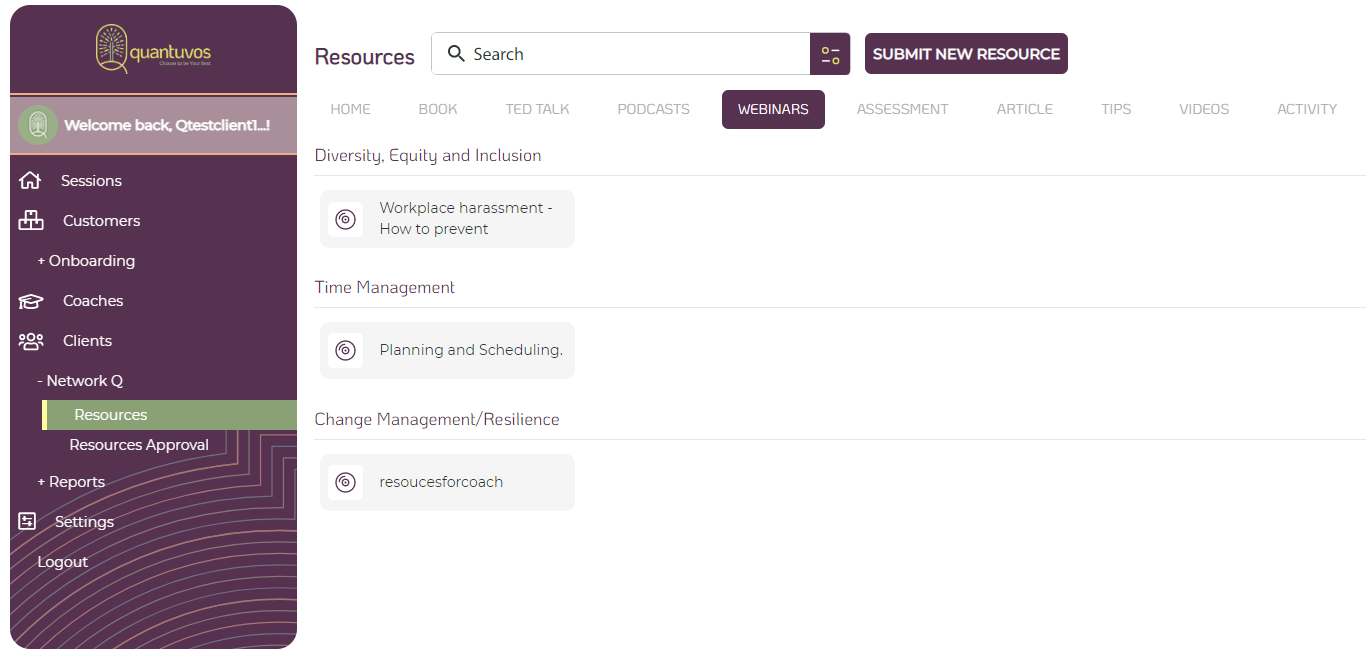 quantuvos
Choose to be Your Best
Welcome back, Qtestclient1...!
Sessions
Customers
+ Onboarding
Coaches
Clients
- Network Q
Resources
Resources Approval
+ Reports
Settings
Logout
Resources
Search
SUBMIT NEW RESOURCE
HOME BOOK TED TALK PODCASTS WEBINARS ASSESSMENT ARTICLE TIPS VIDEOS ACTIVITY
Diversity, Equity and Inclusion
Workplace harassment -
How to prevent
Time Management
Planning and Scheduling.
Change Management/Resilience
resoucesforcoach